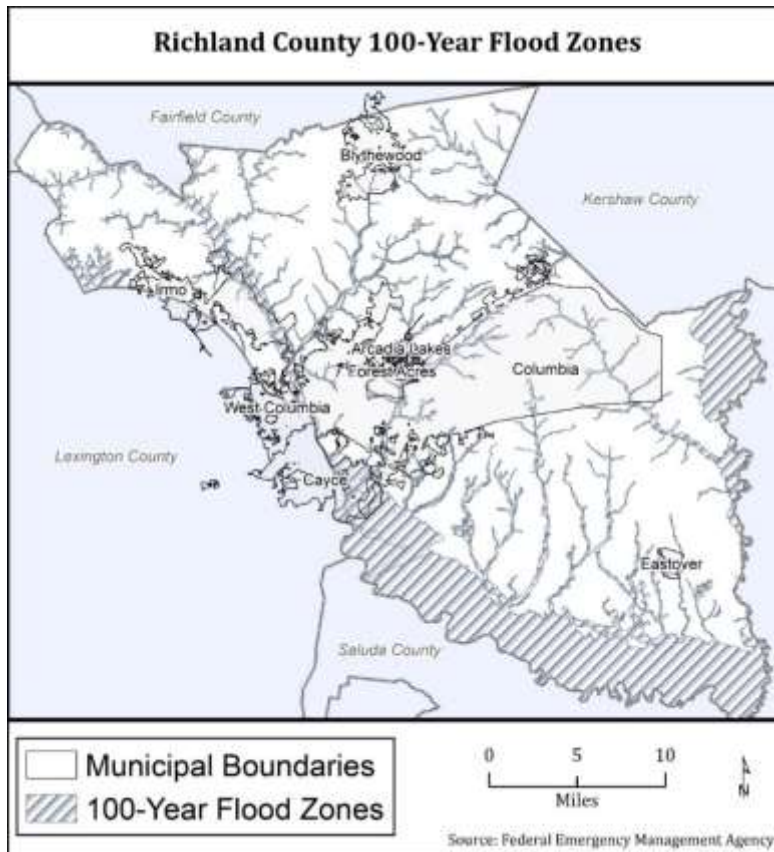 Richland County 100-Year Flood Zones
Fairfield County
Blythewood
Kershaw County
Irmo
Arcadia Lakes
Forest Acres
Columbia
West Columbia
Lexington County
Cayce
Eastover
Saluda County
Municipal Boundaries
100-Year Flood Zones
0 5 10
Miles
N
Source: Federal Emergency Management Agency